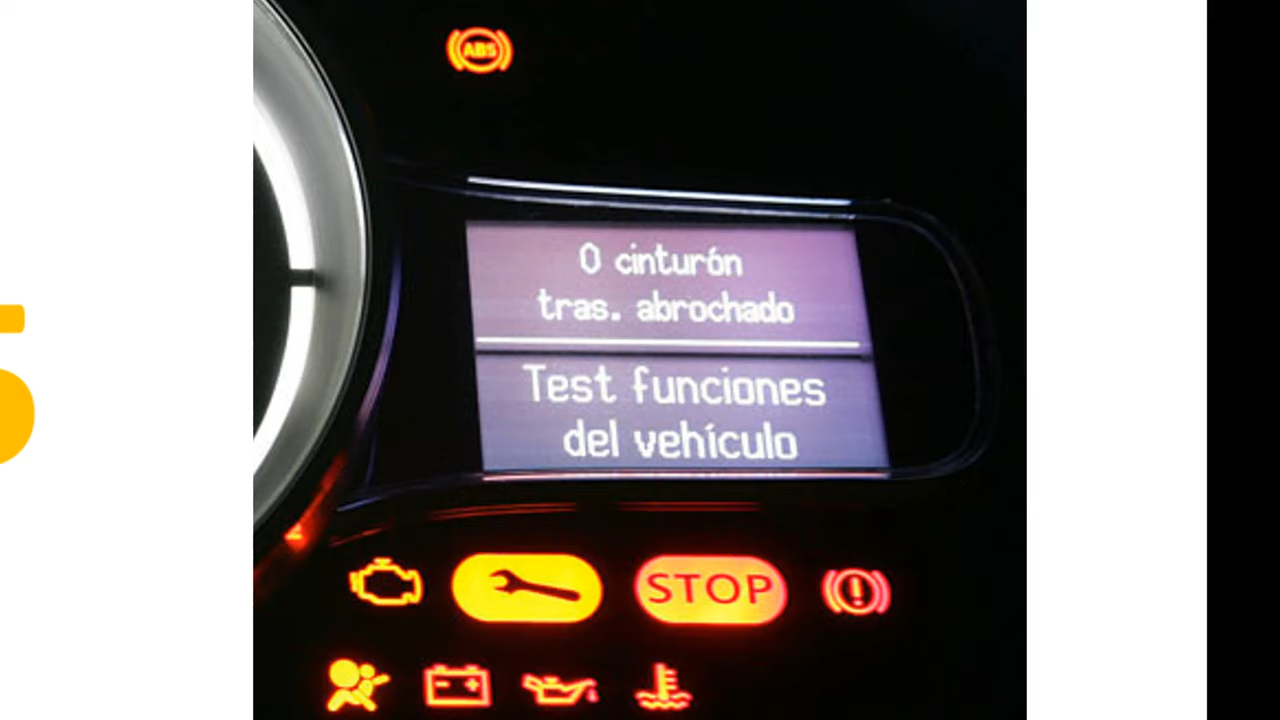 ABS
0 cinturón
tras. abrochado
Test funciones
del vehículo
STOP